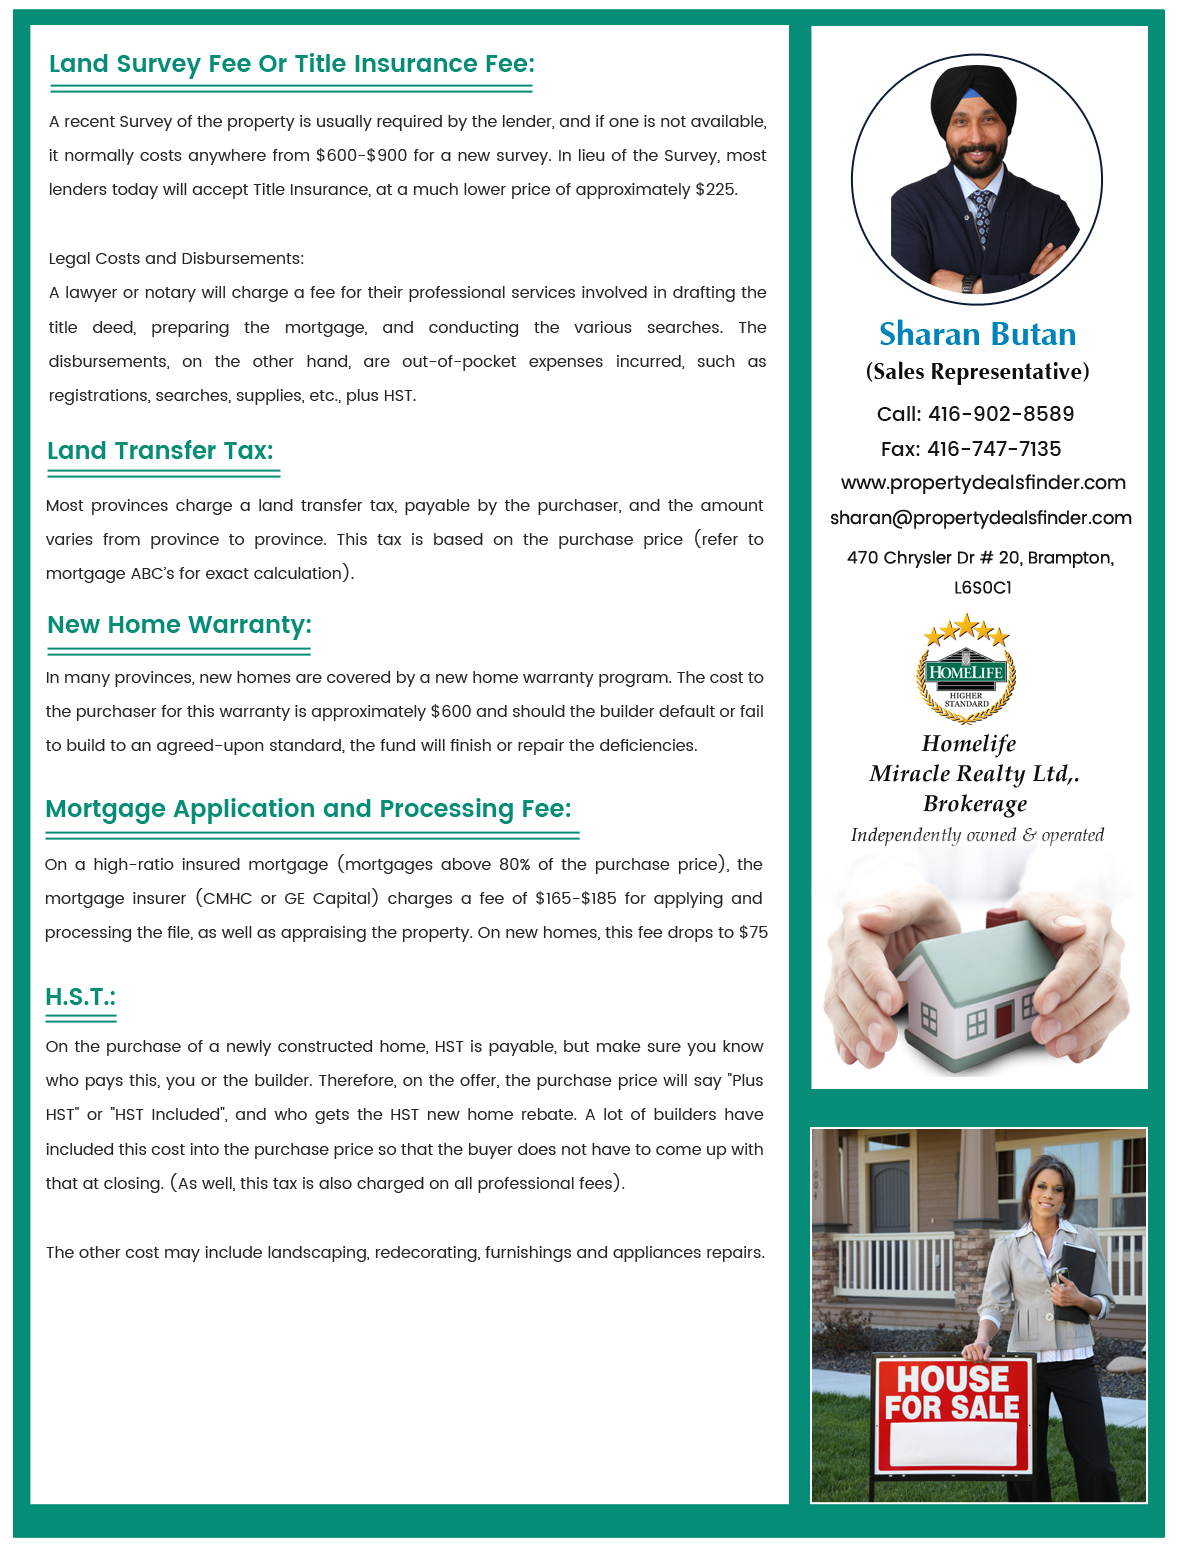 Land Survey Fee Or Title Insurance Fee:
A recent Survey of the property is usually required by the lender, and if one is not available,
it normally costs anywhere from $600-$900 for a new survey. In lieu of the Survey, most
lenders today will accept Title Insurance, at a much lower price of approximately $225.
Legal Costs and Disbursements:
A lawyer or notary will charge a fee for their professional services involved in drafting the
title deed, preparing the mortgage, and conducting the various searches. The
disbursements, on the other hand, are out-of-pocket expenses incurred, such as
registrations, searches, supplies, etc., plus HST.
Land Transfer Tax:
Most provinces charge a land transfer tax, payable by the purchaser, and the amount
varies from province to province. This tax is based on the purchase price (refer to
mortgage ABC's for exact calculation).
New Home Warranty:
In many provinces, new homes are covered by a new home warranty program. The cost to
the purchaser for this warranty is approximately $600 and should the builder default or fail
to build to an agreed-upon standard, the fund will finish or repair the deficiencies.
Mortgage Application and Processing Fee:
On a high-ratio insured mortgage (mortgages above 80% of the purchase price), the
mortgage insurer (CMHC or GE Capital) charges a fee of $165-$185 for applying and
processing the file, as well as appraising the property. On new homes, this fee drops to $75
H.S.T.:
On the purchase of a newly constructed home, HST is payable, but make sure you know
who pays this, you or the builder. Therefore, on the offer, the purchase price will say "Plus
HST" or "HST Included", and who gets the HST new home rebate. A lot of builders have
included this cost into the purchase price so that the buyer does not have to come up with
that at closing. (As well, this tax is also charged on all professional fees).
The other cost may include landscaping, redecorating, furnishings and appliances repairs.
Sharan Butan
(Sales Representative)
Call: 416-902-8589
Fax: 416-747-7135
www.propertydealsfinder.com
sharan@propertydealsfinder.com
470 Chrysler Dr # 20, Brampton,
L6S0C1
HOMELIFE
HIGHER
STANDARD
Homelife
Miracle Realty Ltd,.
Brokerage
Independently owned & operated
1004
HOUSE
FOR SALE